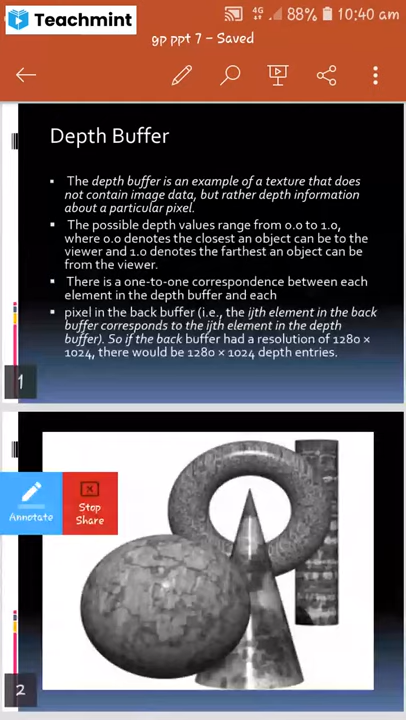 Teachmint
4G 88% 10:40 am
gp ppt 7 – Saved
Depth Buffer
▪ The depth buffer is an example of a texture that does
not contain image data, but rather depth information
about a particular pixel.
▪ The possible depth values range from 0.0 to 1.0,
where 0.0 denotes the closest an object can be to the
viewer and 1.0 denotes the farthest an object can be
from the viewer.
▪ There is a one-to-one correspondence between each
element in the depth buffer and each
▪ pixel in the back buffer (i.e., the ijth element in the back
buffer corresponds to the ijth element in the depth
buffer). So if the back buffer had a resolution of 1280 ×
1024, there would be 1280 × 1024 depth entries.
1
Annotate
Stop
Share
2